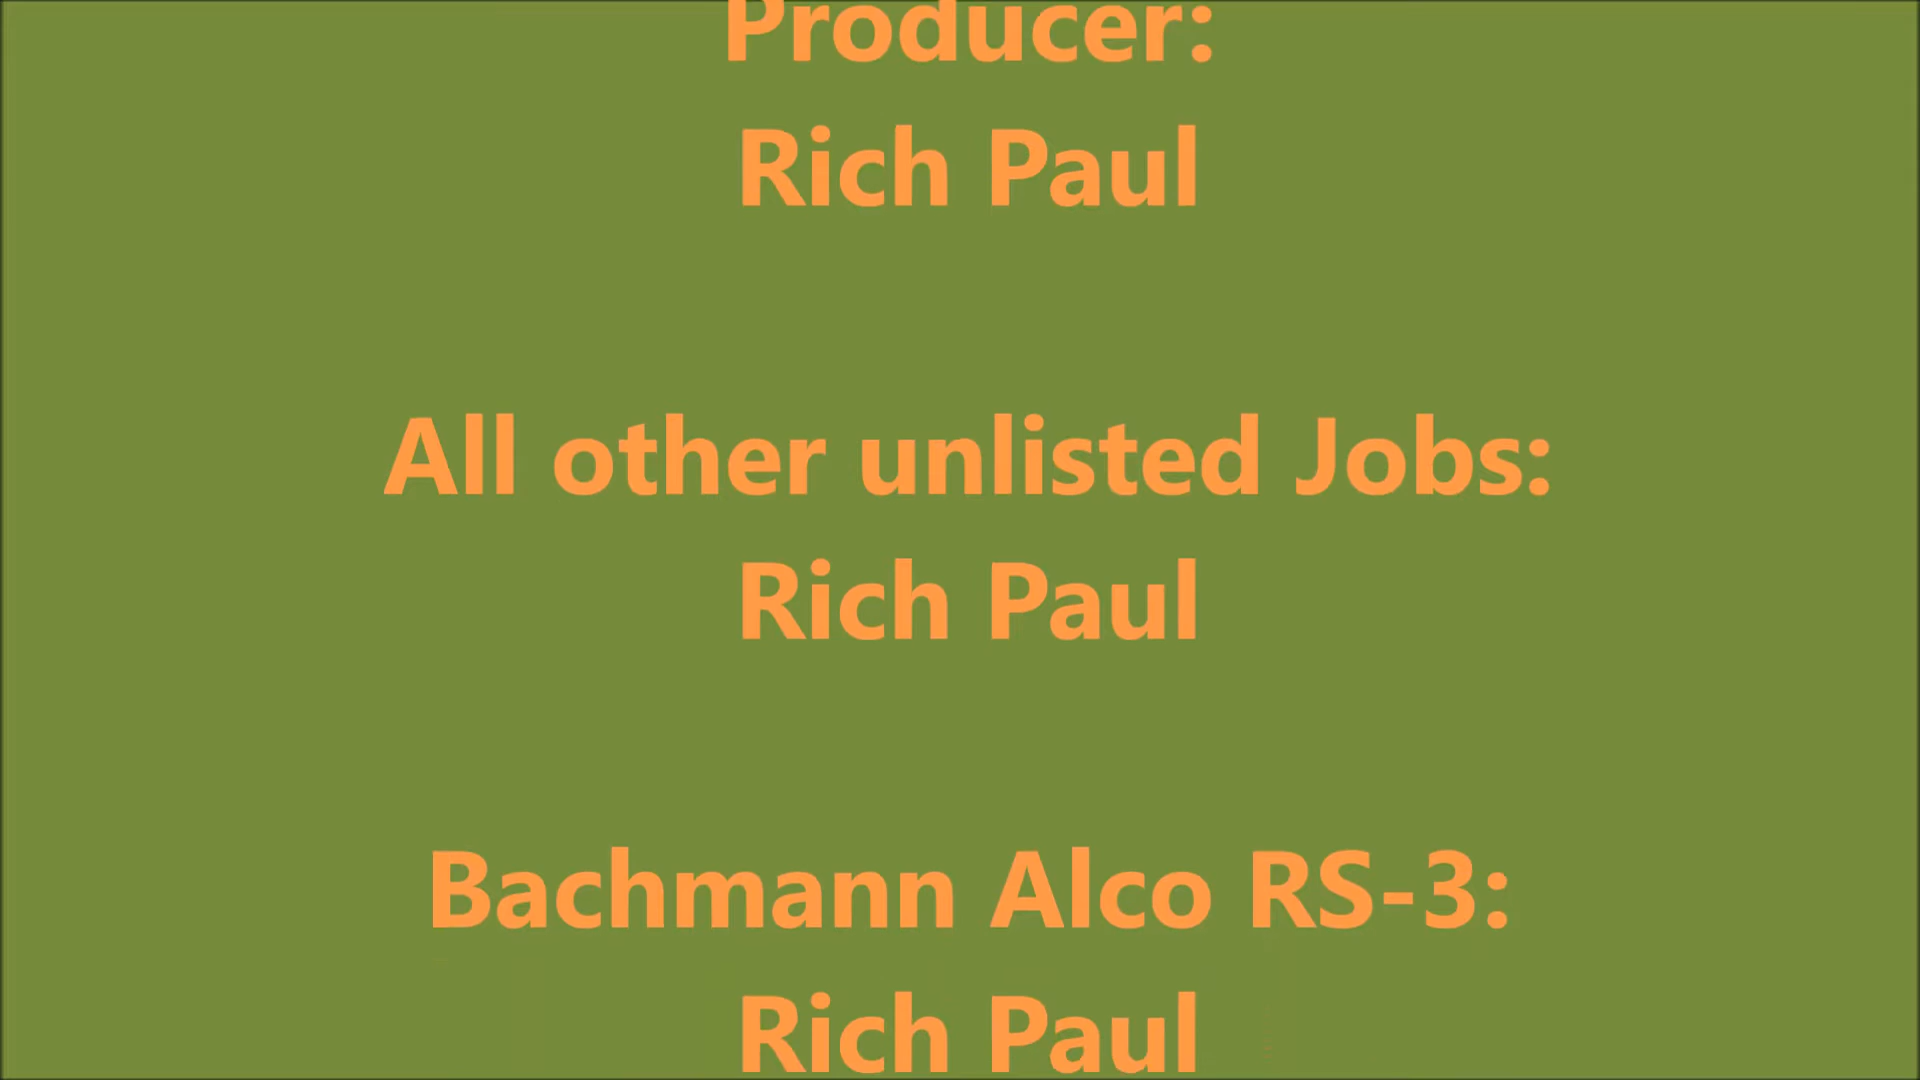 Producer:
Rich Paul
All other unlisted Jobs:
Rich Paul
Bachmann Alco RS-3:
Rich Paul